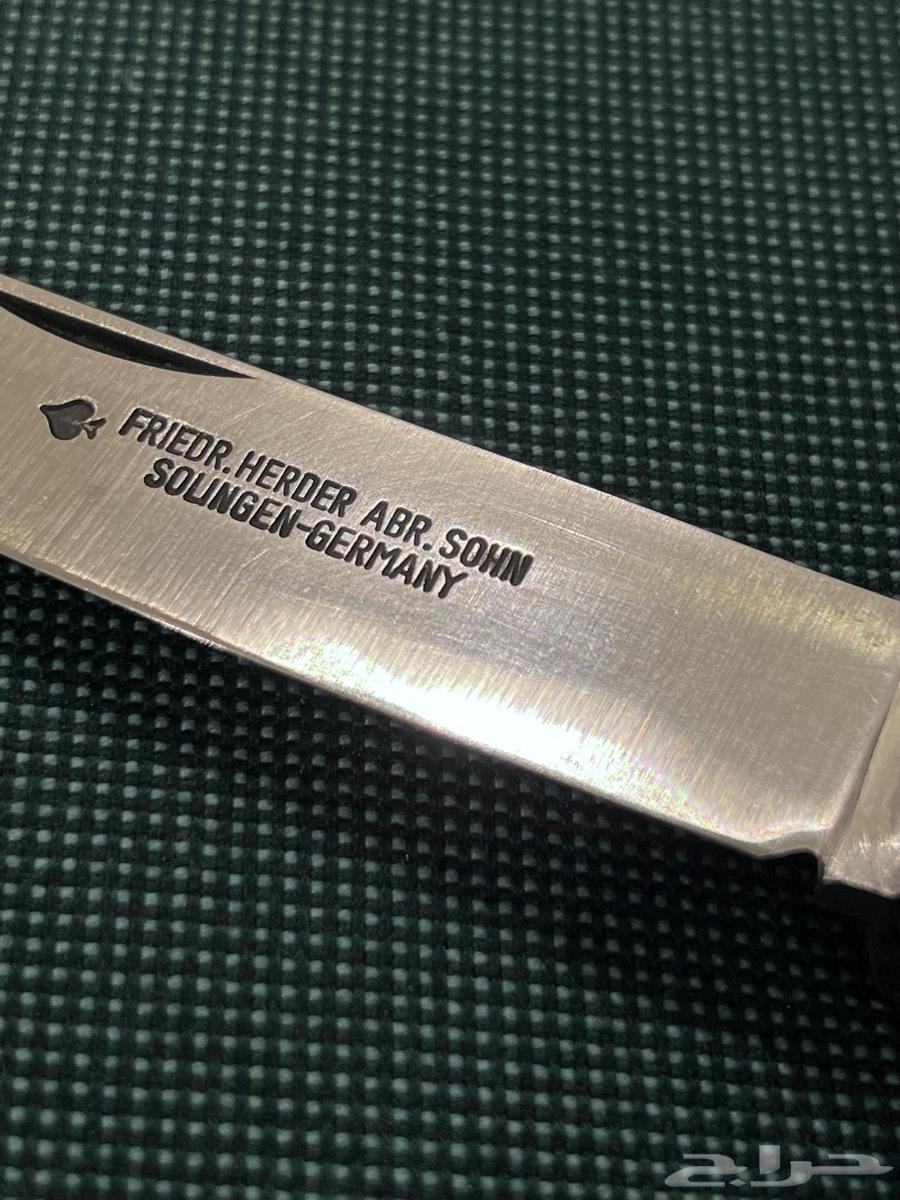 FRIEDR. HERDER ABR. SOHN
SOLINGEN-GERMANY
حراج